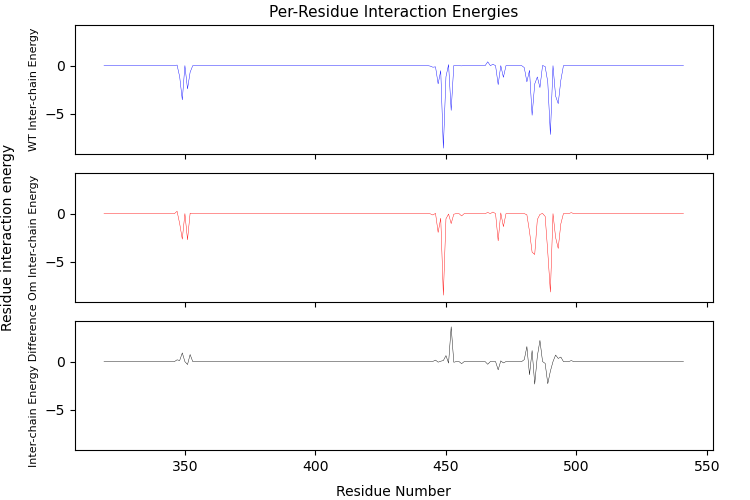 Per-Residue Interaction Energies
Residue interaction energy
WT Inter-chain Energy
0
−5
Om Inter-chain Energy
0
−5
Inter-chain Energy Difference
0
−5
350
400
450
500
550
Residue Number